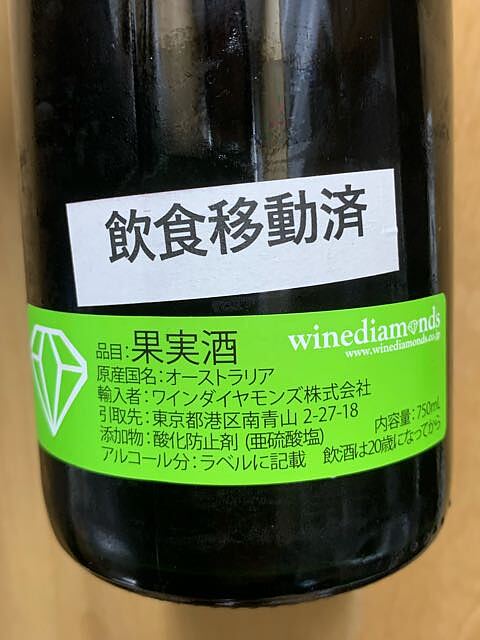 飲食移動済
winediamonds
www.winediamonds.co.jp
品目:果実酒
原産国名:オーストラリア
輸入者:ワインダイヤモンズ株式会社
引取先:東京都港区南青山 2-27-18
内容量:750mL
添加物:酸化防止剤 (亜硫酸塩)
アルコール分:ラベルに記載 飲酒は20歳になってから